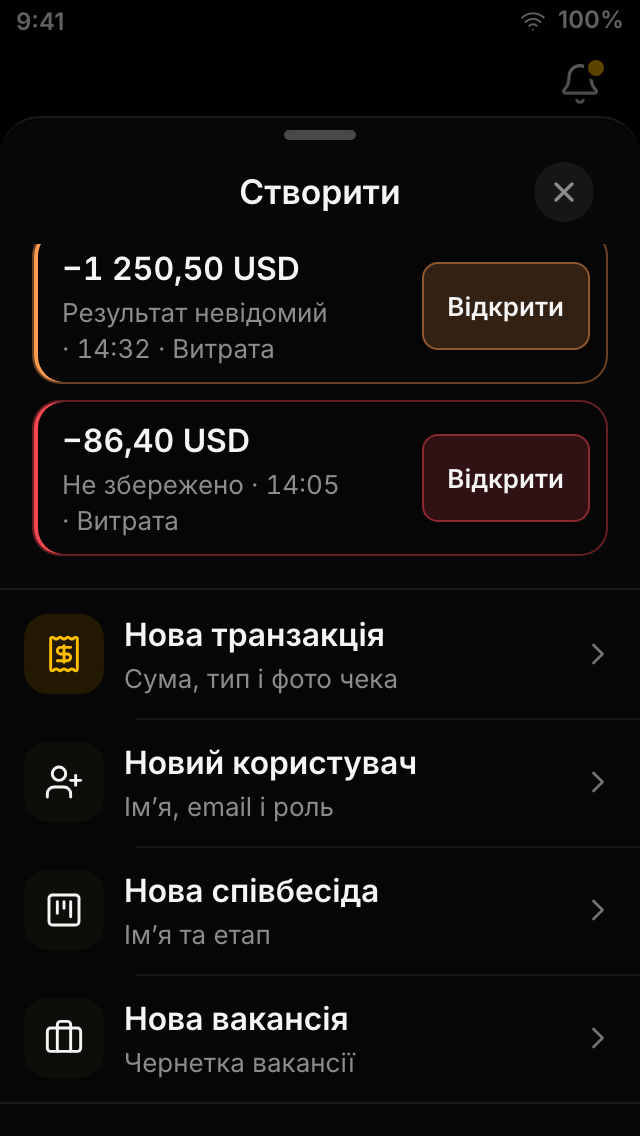 9:41
100%
Створити
−1 250,50 USD
Результат невідомий
· 14:32 · Витрата
Відкрити
−86,40 USD
Не збережено · 14:05
· Витрата
Відкрити
Нова транзакція
Сума, тип і фото чека
Новий користувач
Ім’я, email і роль
Нова співбесіда
Ім’я та етап
Нова вакансія
Чернетка вакансії